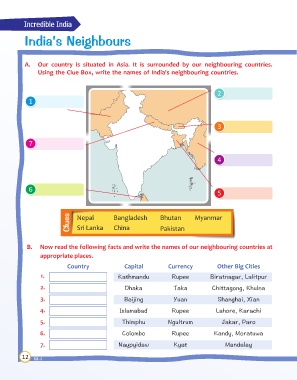 Incredible India
India's Neighbours
A. Our country is situated in Asia. It is surrounded by our neighbouring countries.
Using the Clue Box, write the names of India's neighbouring countries.
1
2
3
7
4
6
5
Clues
Nepal Bangladesh Bhutan Myanmar
Sri Lanka China Pakistan
B. Now read the following facts and write the names of our neighbouring countries at
appropriate places.
Country Capital Currency Other Big Cities
1. Kathmandu Rupee Biratnagar, Lalitpur
2. Dhaka Taka Chittagong, Khulna
3. Beijing Yuan Shanghai, Xian
4. Islamabad Rupee Lahore, Karachi
5. Thimphu Ngultrum Jakar, Paro
6. Colombo Rupee Kandy, Moratuwa
7. Naypyidaw Kyat Mandalay
12